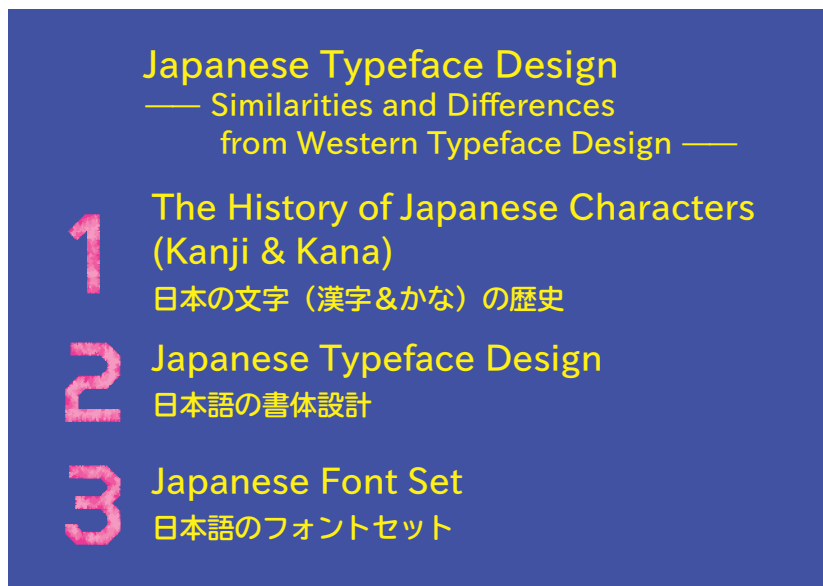 Japanese Typeface Design
—— Similarities and Differences
from Western Typeface Design ——
1
The History of Japanese Characters
(Kanji & Kana)
日本の文字（漢字＆かな）の歴史
2
Japanese Typeface Design
日本語の書体設計
3
Japanese Font Set
日本語のフォントセット